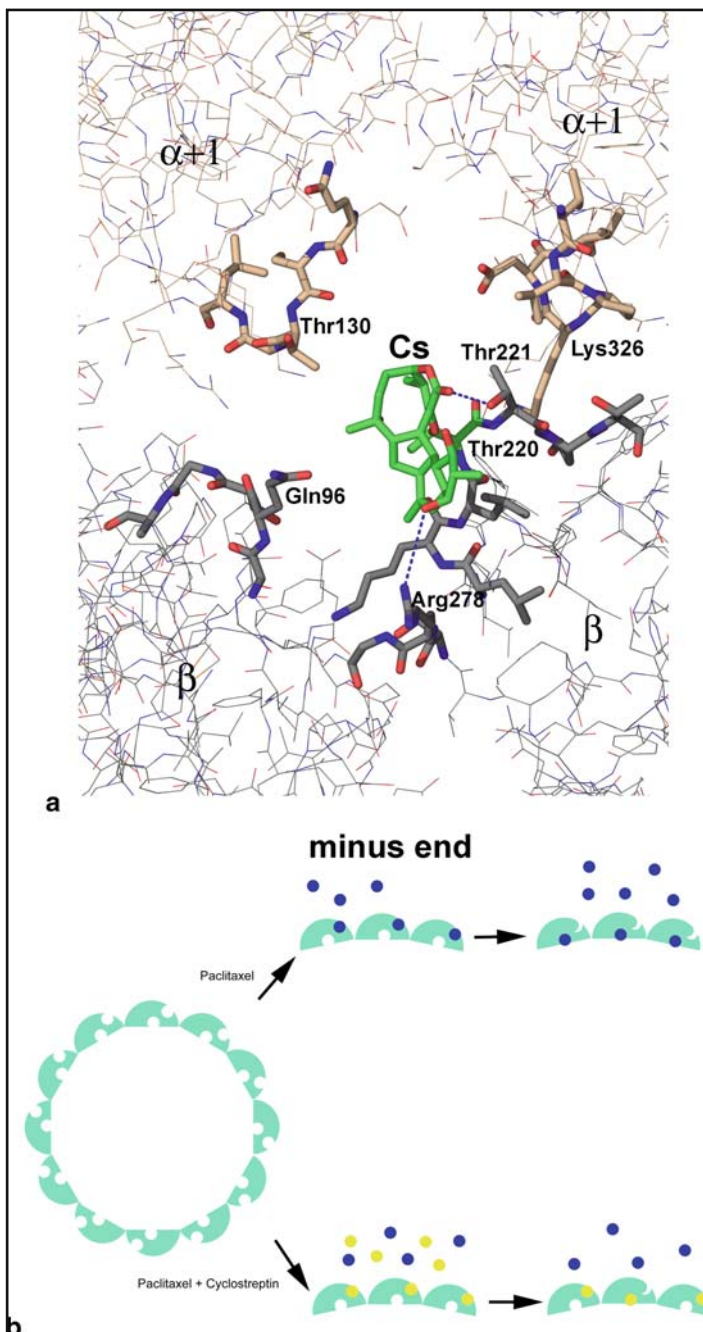 α+1
α+1
Thr130
Cs
Thr221
Lys326
Thr220
Gln96
Arg278
β
β
a
minus end
Paclitaxel
Paclitaxel + Cyclostreptin
b